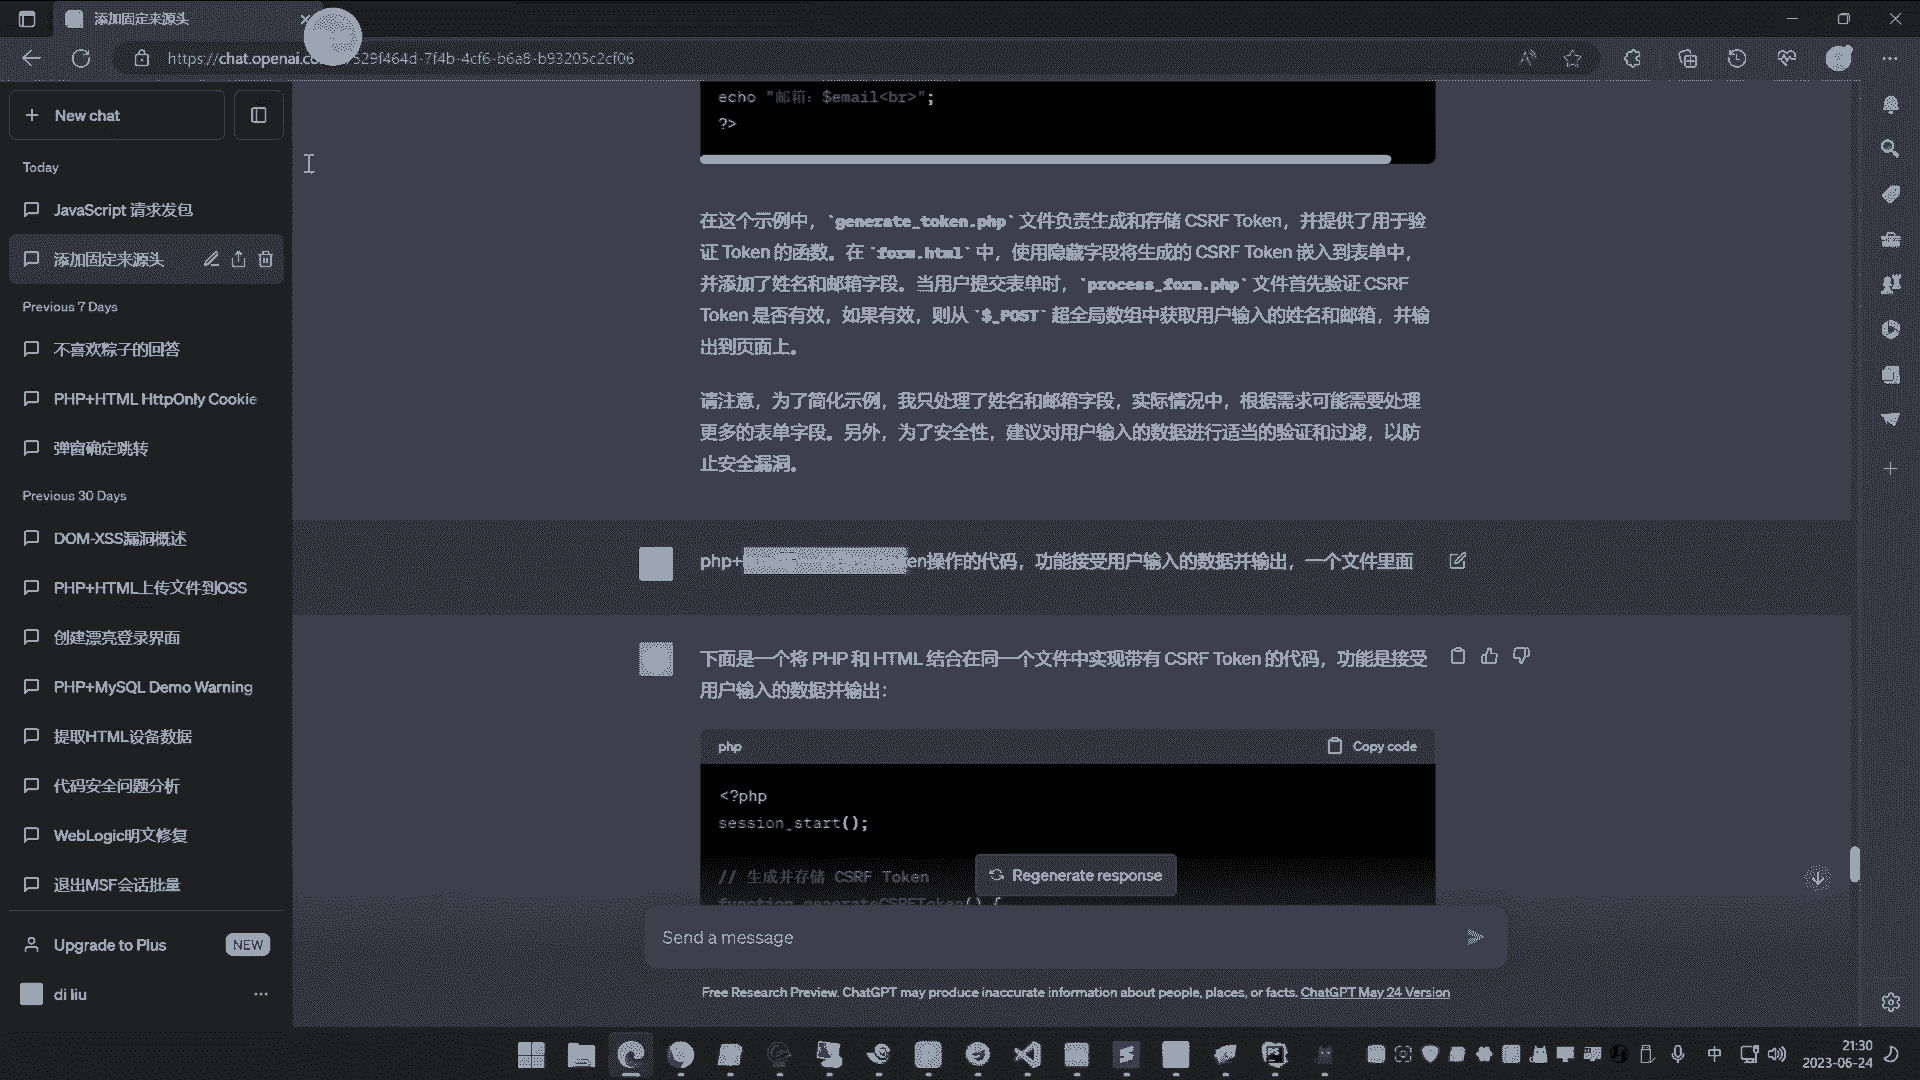 添加固定来源头
https://chat.openai.co
529f464d-7f4b-4cf6-b6a8-b93205c2cf06
New chat
Today
JavaScript 请求发包
添加固定来源头
Previous 7 Days
不喜欢粽子的回答
PHP+HTML HttpOnly Cookie
弹窗确定跳转
Previous 30 Days
DOM-XSS漏洞概述
PHP+HTML上传文件到OSS
创建漂亮登录界面
PHP+MySQL Demo Warning
提取HTML设备数据
代码安全问题分析
WebLogic明文修复
退出MSF会话批量
Upgrade to Plus
NEW
di liu
echo "邮箱: $email<br>";
?>
在这个示例中，`generate_token.php` 文件负责生成和存储 CSRF Token，并提供了用于验
证 Token 的函数。在 `form.html` 中，使用隐藏字段将生成的 CSRF Token 嵌入到表单中，
并添加了姓名和邮箱字段。当用户提交表单时，`process_form.php` 文件首先验证 CSRF
Token 是否有效，如果有效，则从 `$_POST` 超全局数组中获取用户输入的姓名和邮箱，并输
出到页面上。
请注意，为了简化示例，我只处理了姓名和邮箱字段，实际情况中，根据需求可能需要处理
更多的表单字段。另外，为了安全性，建议对用户输入的数据进行适当的验证和过滤，以防
止安全漏洞。
php+
en操作的代码，功能接受用户输入的数据并输出，一个文件里面
下面是一个将 PHP 和 HTML 结合在同一个文件中实现带有 CSRF Token 的代码，功能是接受
用户输入的数据并输出：
php
Copy code
<?php
session_start();
// 生成并存储 CSRF Token
function generateCSRFToken() {
Regenerate response
Send a message
Free Research Preview. ChatGPT may produce inaccurate information about people, places, or facts. ChatGPT May 24 Version
中
21:30
2023-06-24